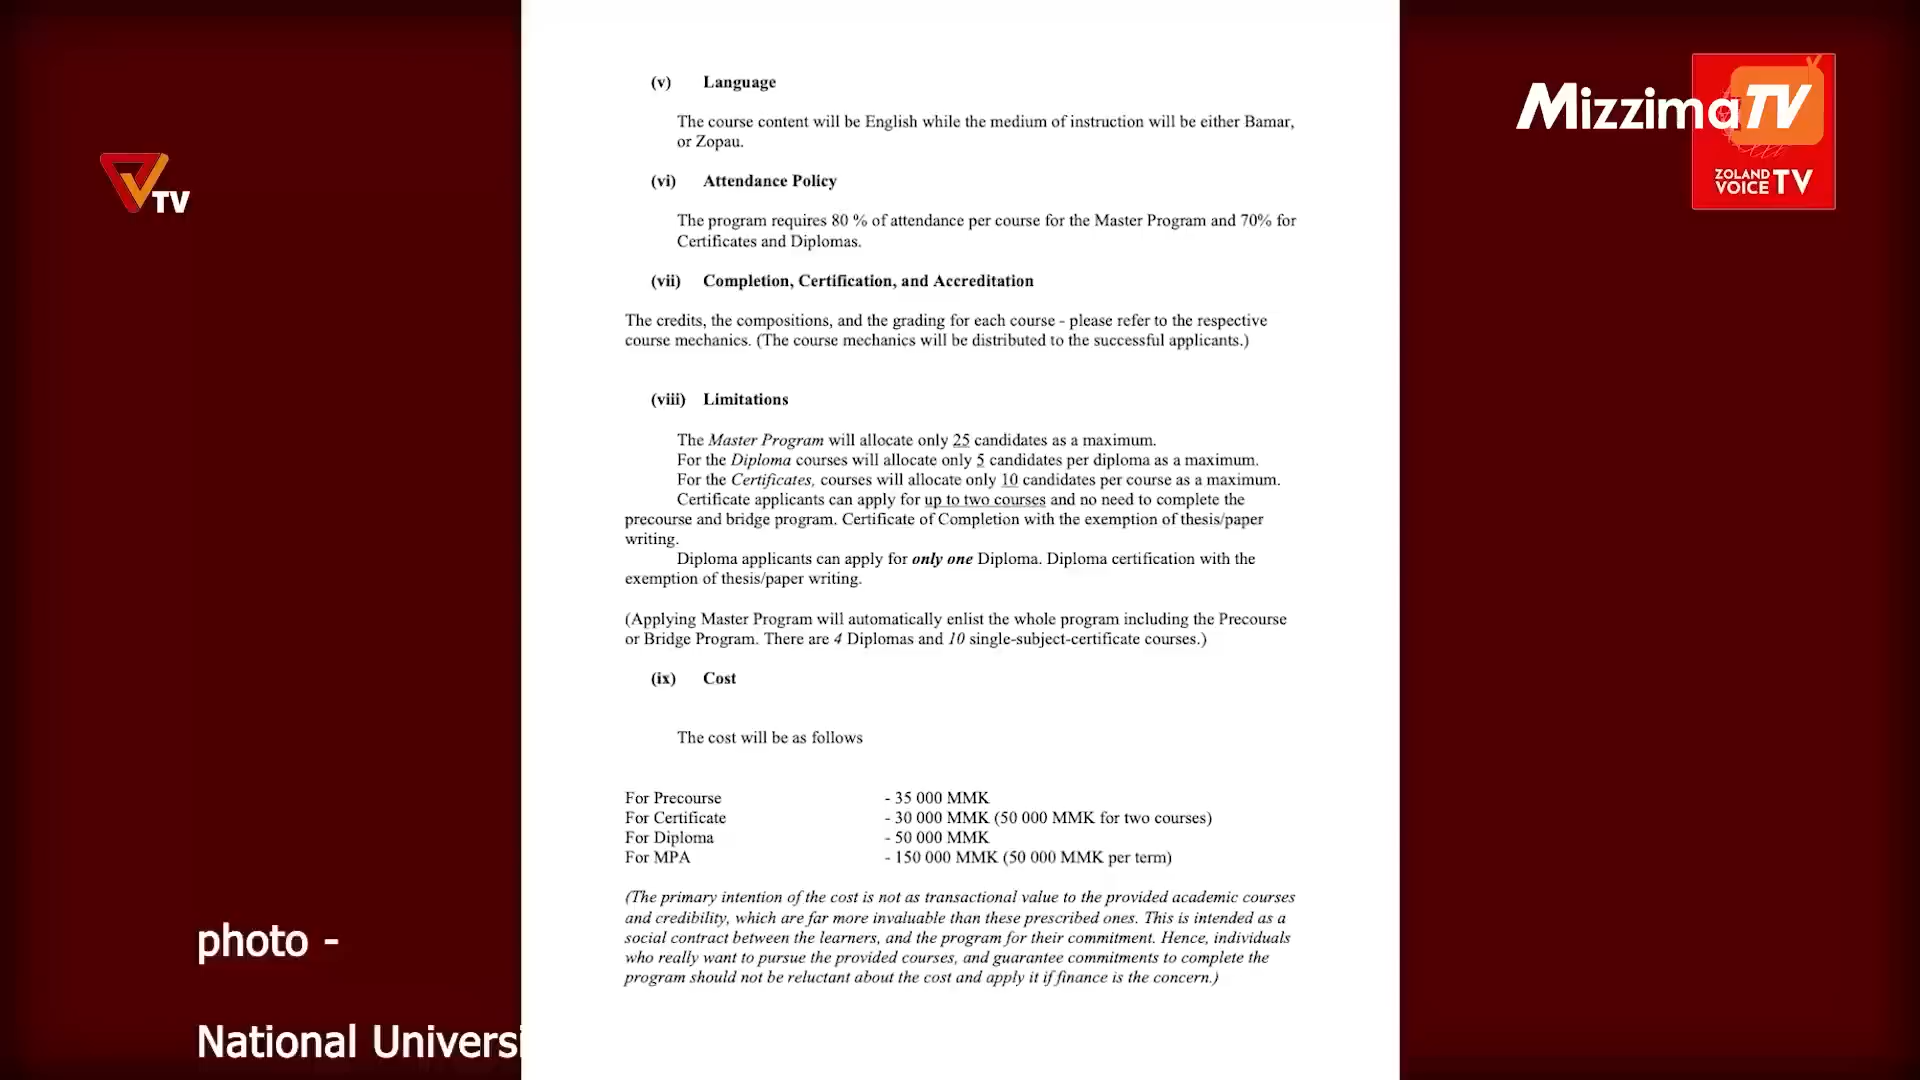 (v) Language
The course content will be English while the medium of instruction will be either Bamar,
or Zopau.
(vi) Attendance Policy
The program requires 80 % of attendance per course for the Master Program and 70% for
Certificates and Diplomas.
(vii) Completion, Certification, and Accreditation
The credits, the compositions, and the grading for each course - please refer to the respective
course mechanics. (The course mechanics will be distributed to the successful applicants.)
(viii) Limitations
The Master Program will allocate only 25 candidates as a maximum.
For the Diploma courses will allocate only 5 candidates per diploma as a maximum.
For the Certificates, courses will allocate only 10 candidates per course as a maximum.
Certificate applicants can apply for up to two courses and no need to complete the
precourse and bridge program. Certificate of Completion with the exemption of thesis/paper
writing.
Diploma applicants can apply for only one Diploma. Diploma certification with the
exemption of thesis/paper writing.
(Applying Master Program will automatically enlist the whole program including the Precourse
or Bridge Program. There are 4 Diplomas and 10 single-subject-certificate courses.)
(ix) Cost
The cost will be as follows
For Precourse - 35 000 MMK
For Certificate - 30 000 MMK (50 000 MMK for two courses)
For Diploma - 50 000 MMK
For MPA - 150 000 MMK (50 000 MMK per term)
(The primary intention of the cost is not as transactional value to the provided academic courses
and credibility, which are far more invaluable than these prescribed ones. This is intended as a
social contract between the learners, and the program for their commitment. Hence, individuals
who really want to pursue the provided courses, and guarantee commitments to complete the
program should not be reluctant about the cost and apply it if finance is the concern.)
TV
Mizzima TV
ZOLAND
VOICE TV
photo -
National Universi